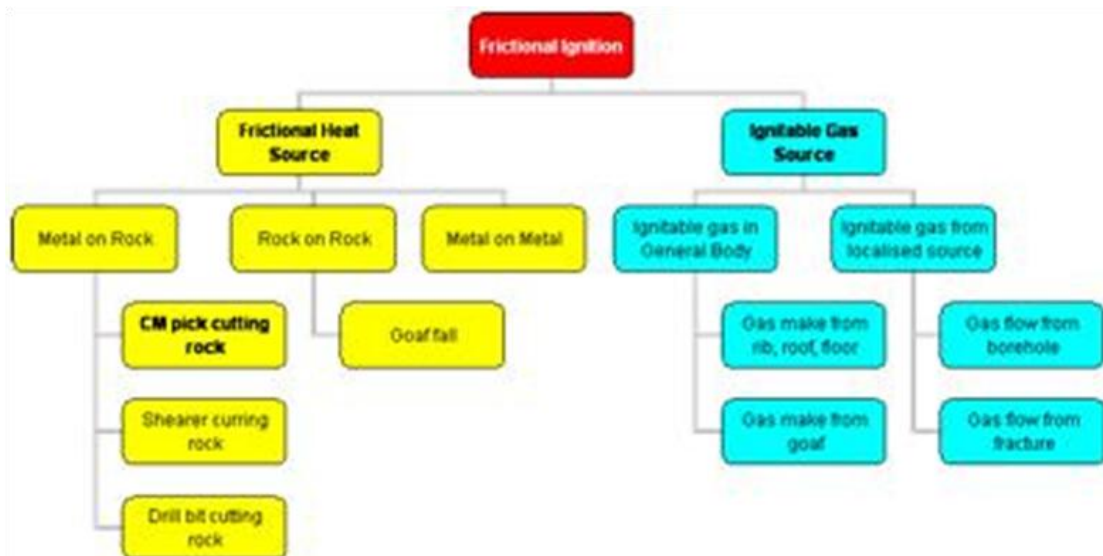 Frictional Ignition
Frictional Heat
Source
Ignitable Gas
Source
Metal on Rock
Rock on Rock
Metal on Metal
Ignitable gas in
General Body
Ignitable gas from
localised source
CM pick cutting
rock
Goaf fall
Gas make from
rib, roof, floor
Gas flow from
borehole
Shearer curring
rock
Gas make from
goaf
Gas flow from
fracture
Drill bit cutting
rock